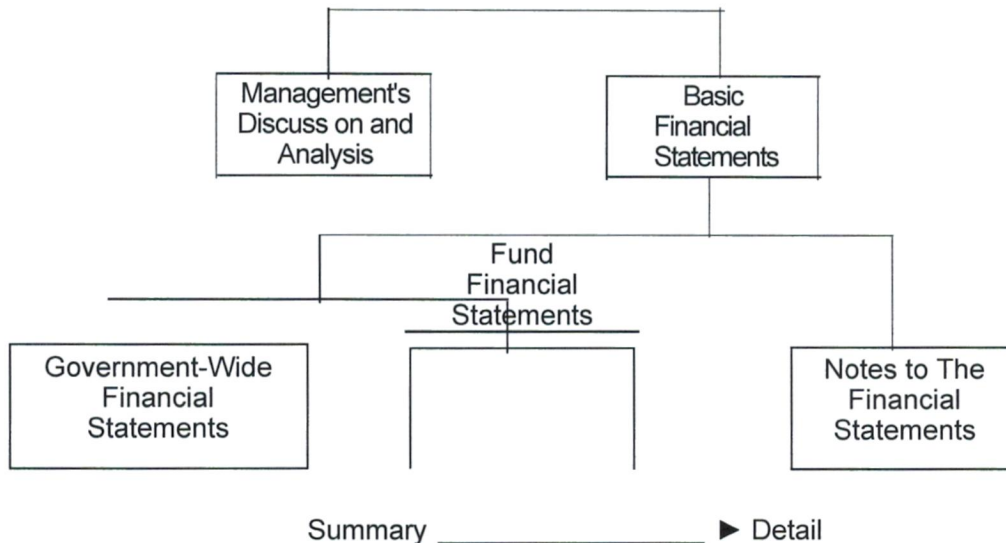 Management's
Discuss on and
Analysis
Basic
Financial
Statements
Fund
Financial
Statements
Government-Wide
Financial
Statements
Notes to The
Financial
Statements
Summary ► Detail